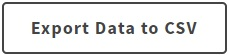 Export Data to CSV